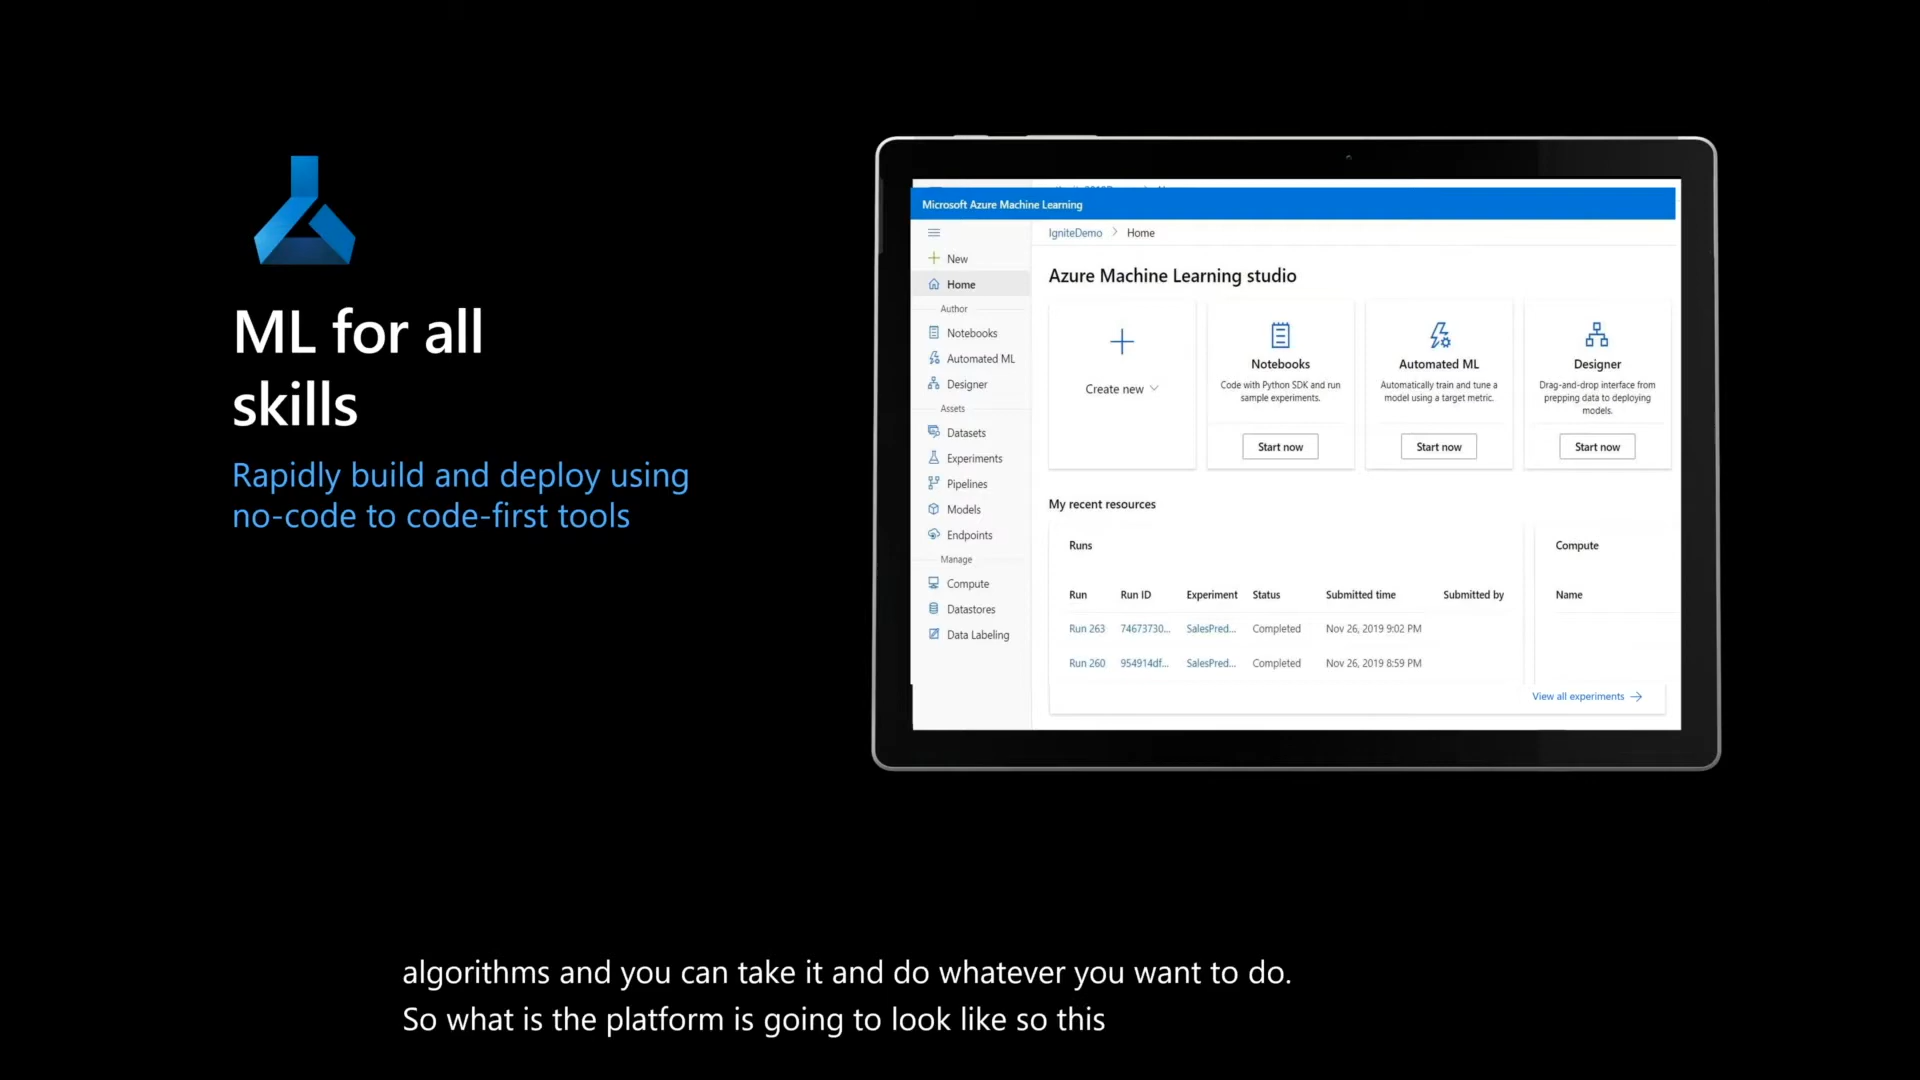 ML for all
skills
Rapidly build and deploy using
no-code to code-first tools
Microsoft Azure Machine Learning
IgniteDemo > Home
New
Home
Author
Notebooks
Automated ML
Designer
Assets
Datasets
Experiments
Pipelines
Models
Endpoints
Manage
Compute
Datastores
Data Labeling
Azure Machine Learning studio
Create new
Notebooks
Code with Python SDK and run
sample experiments.
Start now
Automated ML
Automatically train and tune a
model using a target metric.
Start now
Designer
Drag-and-drop interface from
prepping data to deploying
models.
Start now
My recent resources
Runs
Run Run ID Experiment Status Submitted time Submitted by
Run 263 74673730... SalesPred... Completed Nov 26, 2019 9:02 PM
Run 260 954914df... SalesPred... Completed Nov 26, 2019 8:59 PM
Compute
Name
View all experiments
algorithms and you can take it and do whatever you want to do.
So what is the platform is going to look like so this